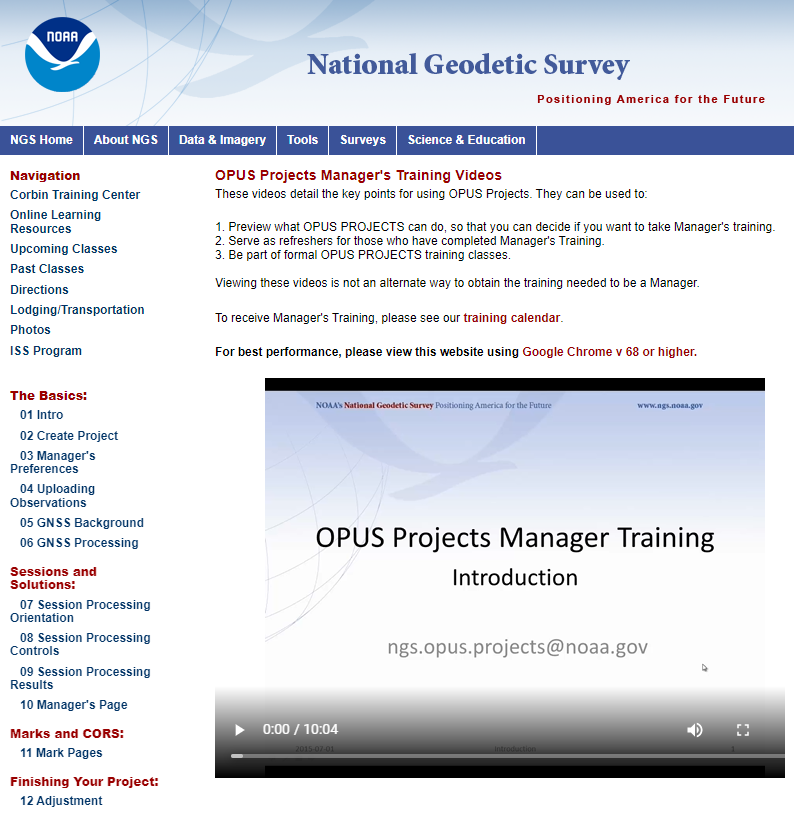 NOAA
National Geodetic Survey
Positioning America for the Future
NGS Home
About NGS
Data & Imagery
Tools
Surveys
Science & Education
Navigation
Corbin Training Center
Online Learning
Resources
Upcoming Classes
Past Classes
Directions
Lodging/Transportation
Photos
ISS Program
The Basics:
01 Intro
02 Create Project
03 Manager's
Preferences
04 Uploading
Observations
05 GNSS Background
06 GNSS Processing
Sessions and
Solutions:
07 Session Processing
Orientation
08 Session Processing
Controls
09 Session Processing
Results
10 Manager's Page
Marks and CORS:
11 Mark Pages
Finishing Your Project:
12 Adjustment
OPUS Projects Manager's Training Videos
These videos detail the key points for using OPUS Projects. They can be used to:
1. Preview what OPUS PROJECTS can do, so that you can decide if you want to take Manager's training.
2. Serve as refreshers for those who have completed Manager's Training.
3. Be part of formal OPUS PROJECTS training classes.
Viewing these videos is not an alternate way to obtain the training needed to be a Manager.
To receive Manager's Training, please see our training calendar.
For best performance, please view this website using Google Chrome v 68 or higher.
NOAA's National Geodetic Survey Positioning America for the Future
www.ngs.noaa.gov
OPUS Projects Manager Training
Introduction
ngs.opus.projects@noaa.gov
0:00 / 10:04
2015-07-01
Introduction
1